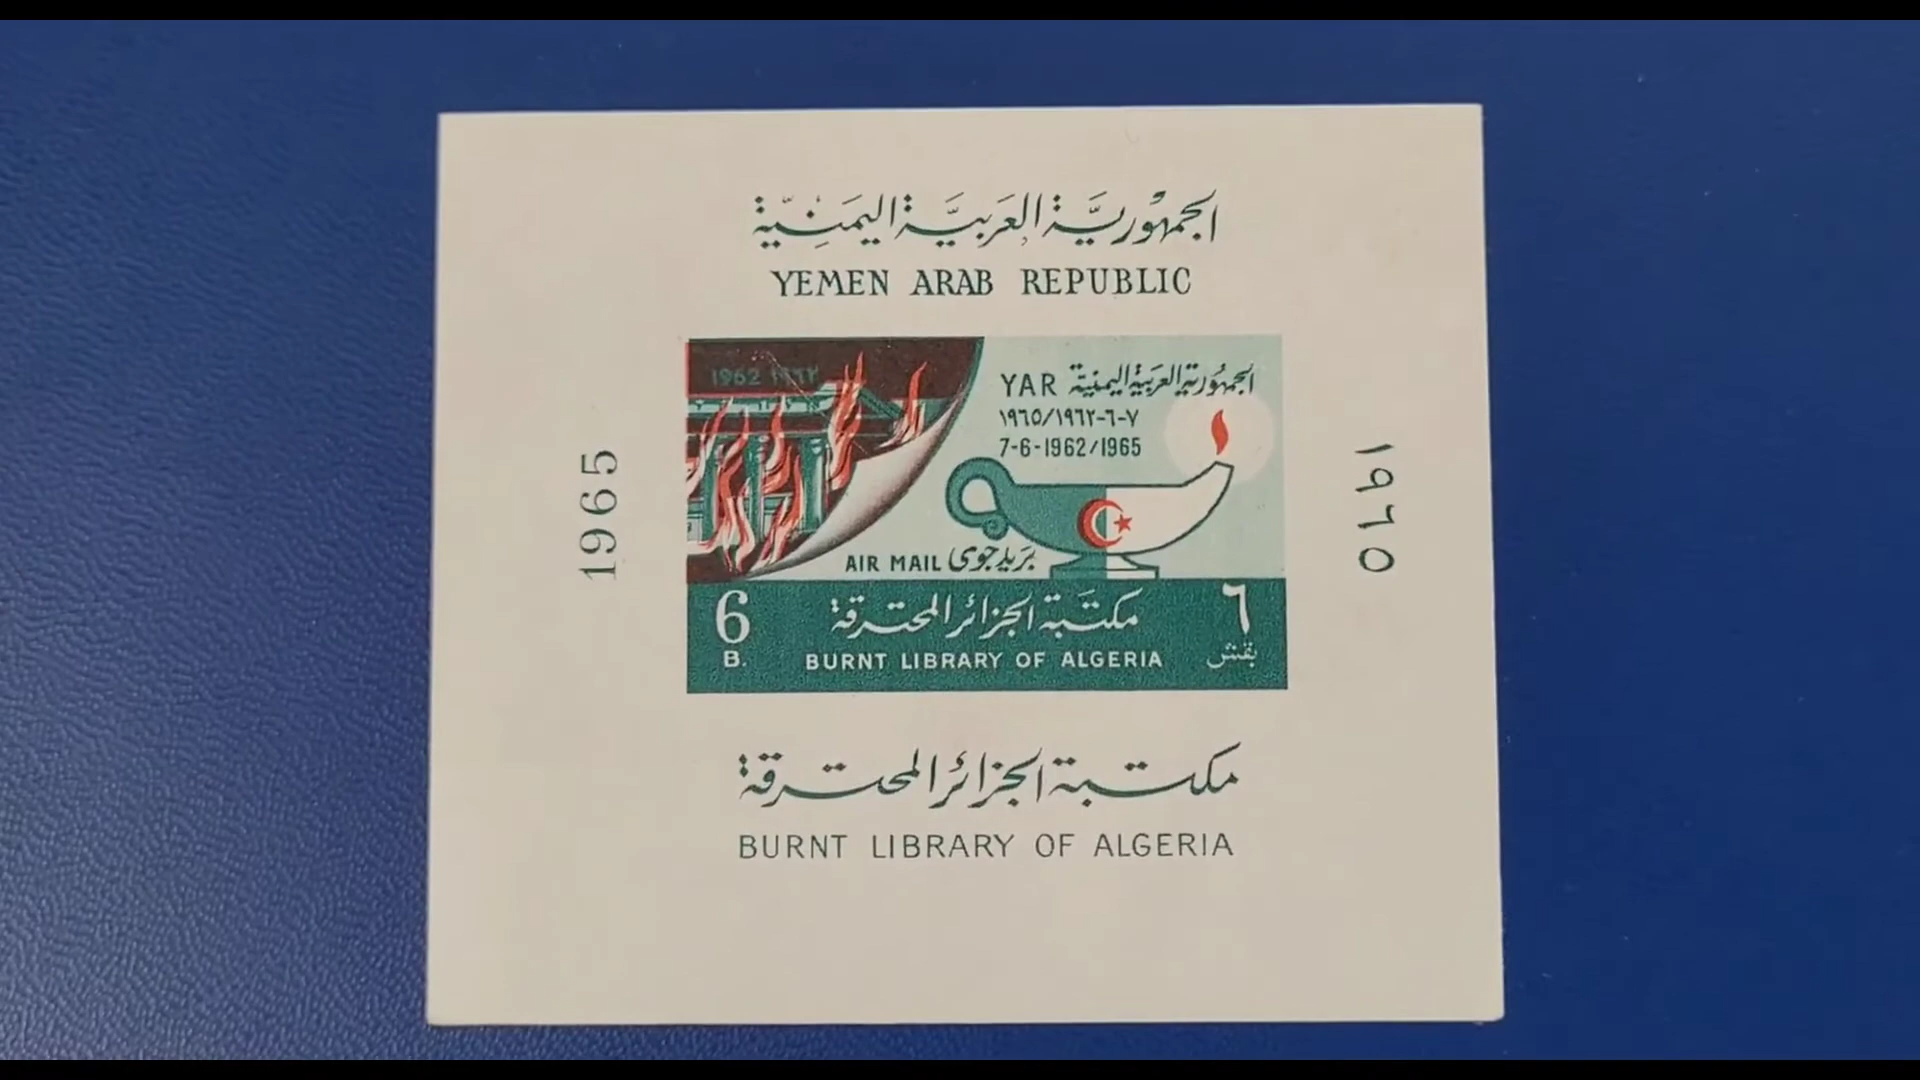 الجمهورية العربية اليمنية
YEMEN ARAB REPUBLIC
1962 ١٩٦٢
YAR الجمهورية العربية اليمنية
١٩٦٥/١٩٦٢-٦-٧
7-6-1962/1965
1965
١٩٦٥
AIR MAIL بريد جوى
6 مكتبة الجزائر المحترقة ٦
B. BURNT LIBRARY OF ALGERIA بقش
مكتبة الجزائر المحترقة
BURNT LIBRARY OF ALGERIA